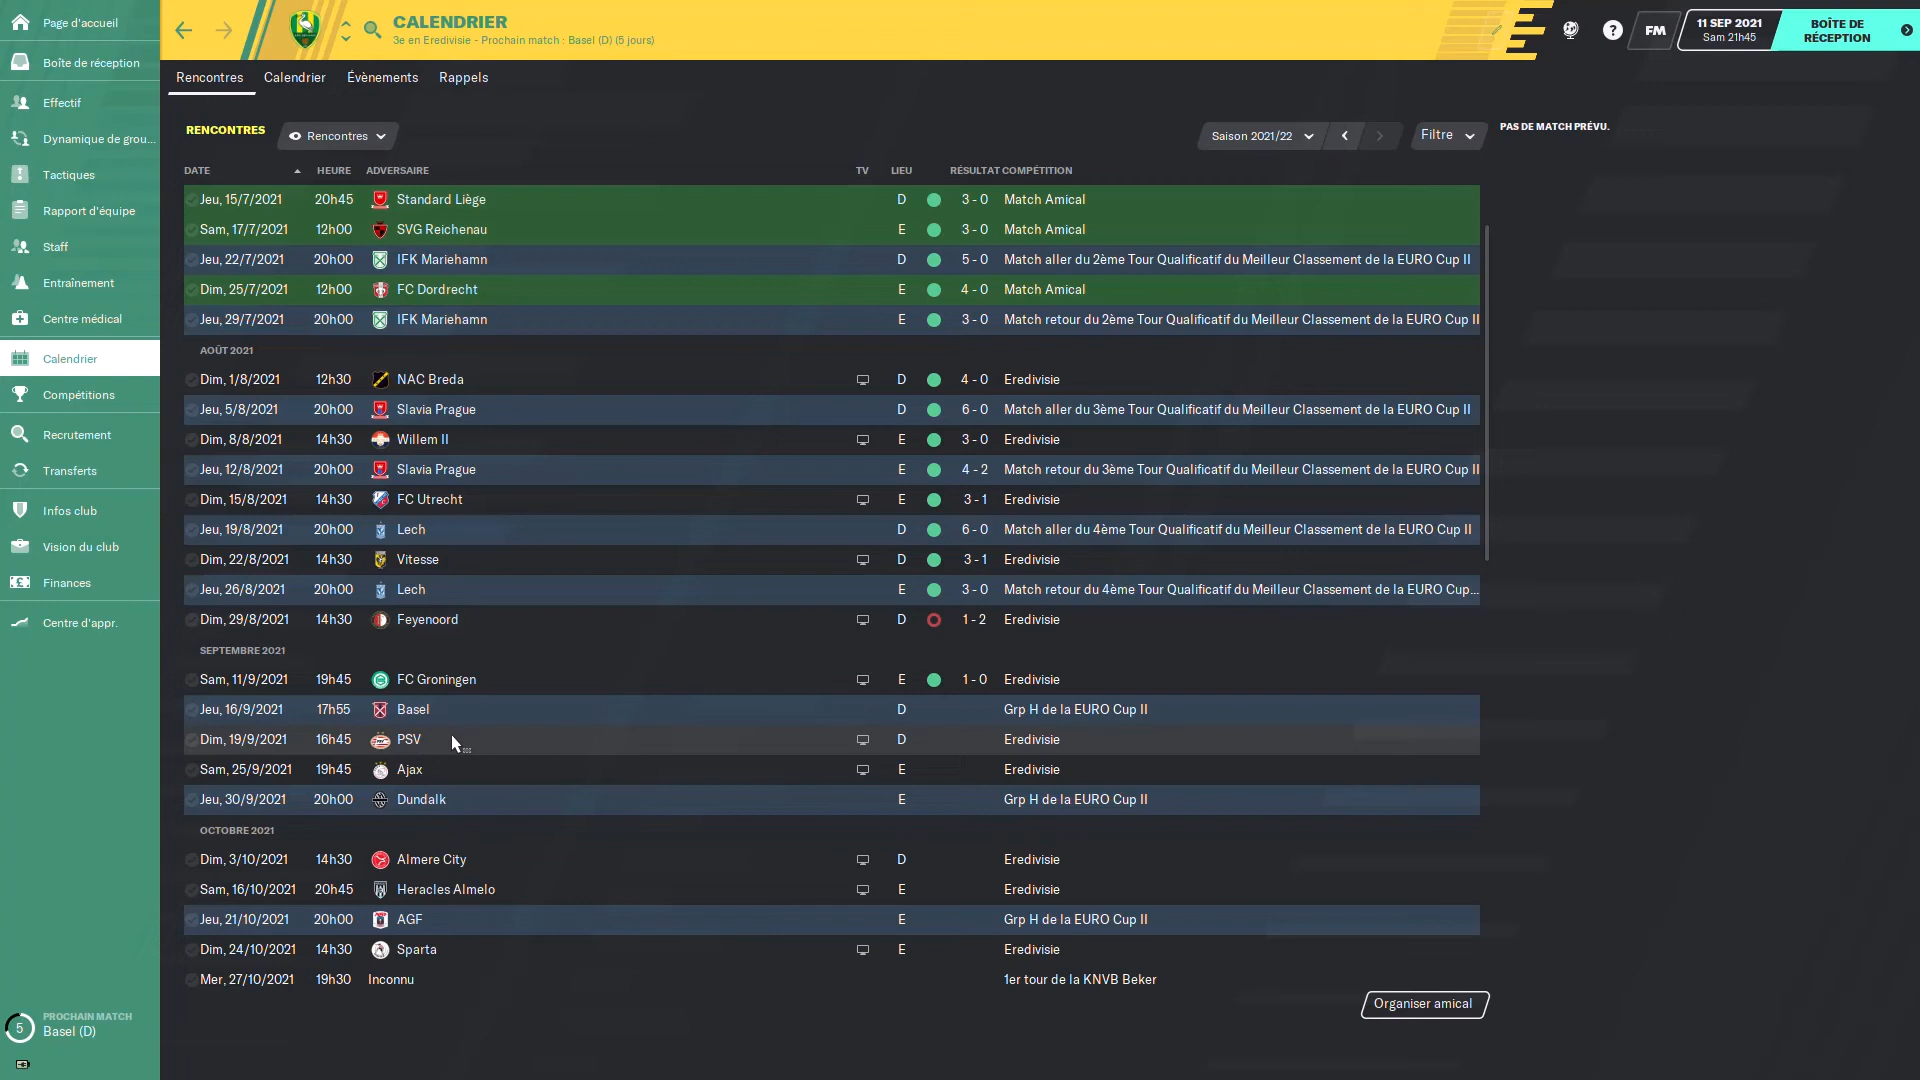 Page d'accueil
Boîte de réception
Effectif
Dynamique de grou...
Tactiques
Rapport d'équipe
Staff
Entraînement
Centre médical
Calendrier
Compétitions
Recrutement
Transferts
Infos club
Vision du club
Finances
Centre d'appr.
5
PROCHAIN MATCH
Basel (D)
CALENDRIER
3e en Eredivisie - Prochain match : Basel (D) (5 jours)
? FM
11 SEP 2021
Sam 21h45
BOÎTE DE
RÉCEPTION
Rencontres Calendrier Évènements Rappels
RENCONTRES Rencontres Saison 2021/22 Filtre
PAS DE MATCH PRÉVU.
DATE HEURE ADVERSAIRE TV LIEU RÉSULTAT COMPÉTITION
Jeu, 15/7/2021 20h45 Standard Liège D 3 - 0 Match Amical
Sam, 17/7/2021 12h00 SVG Reichenau E 3 - 0 Match Amical
Jeu, 22/7/2021 20h00 IFK Mariehamn D 5 - 0 Match aller du 2ème Tour Qualificatif du Meilleur Classement de la EURO Cup II
Dim, 25/7/2021 12h00 FC Dordrecht E 4 - 0 Match Amical
Jeu, 29/7/2021 20h00 IFK Mariehamn E 3 - 0 Match retour du 2ème Tour Qualificatif du Meilleur Classement de la EURO Cup II
AOÛT 2021
Dim, 1/8/2021 12h30 NAC Breda D 4 - 0 Eredivisie
Jeu, 5/8/2021 20h00 Slavia Prague D 6 - 0 Match aller du 3ème Tour Qualificatif du Meilleur Classement de la EURO Cup II
Dim, 8/8/2021 14h30 Willem II E 3 - 0 Eredivisie
Jeu, 12/8/2021 20h00 Slavia Prague E 4 - 2 Match retour du 3ème Tour Qualificatif du Meilleur Classement de la EURO Cup II
Dim, 15/8/2021 14h30 FC Utrecht E 3 - 1 Eredivisie
Jeu, 19/8/2021 20h00 Lech D 6 - 0 Match aller du 4ème Tour Qualificatif du Meilleur Classement de la EURO Cup II
Dim, 22/8/2021 14h30 Vitesse D 3 - 1 Eredivisie
Jeu, 26/8/2021 20h00 Lech E 3 - 0 Match retour du 4ème Tour Qualificatif du Meilleur Classement de la EURO Cup...
Dim, 29/8/2021 14h30 Feyenoord D 1 - 2 Eredivisie
SEPTEMBRE 2021
Sam, 11/9/2021 19h45 FC Groningen E 1 - 0 Eredivisie
Jeu, 16/9/2021 17h55 Basel D Grp H de la EURO Cup II
Dim, 19/9/2021 16h45 PSV D Eredivisie
Sam, 25/9/2021 19h45 Ajax E Eredivisie
Jeu, 30/9/2021 20h00 Dundalk E Grp H de la EURO Cup II
OCTOBRE 2021
Dim, 3/10/2021 14h30 Almere City D Eredivisie
Sam, 16/10/2021 20h45 Heracles Almelo E Eredivisie
Jeu, 21/10/2021 20h00 AGF E Grp H de la EURO Cup II
Dim, 24/10/2021 14h30 Sparta E Eredivisie
Mer, 27/10/2021 19h30 Inconnu 1er tour de la KNVB Beker
Organiser amical